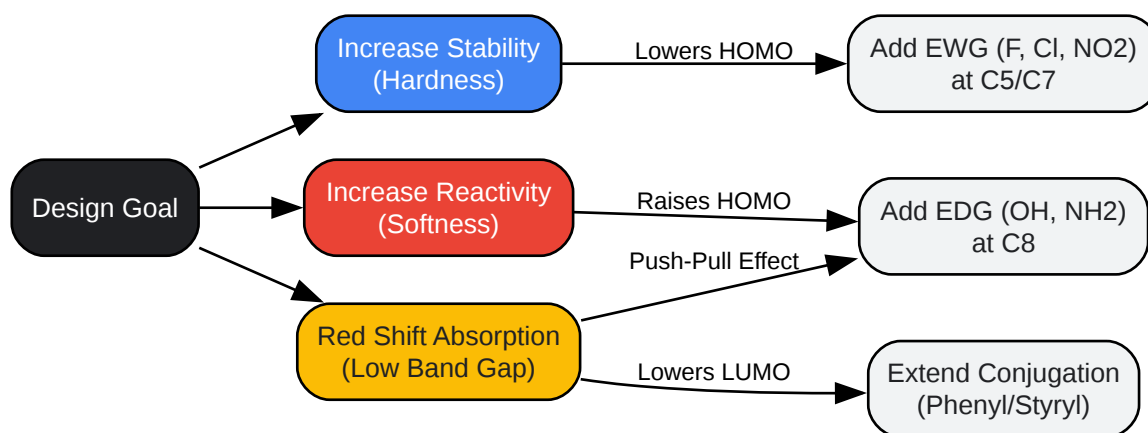 Increase Stability
(Hardness)
Lowers HOMO
Add EWG (F, Cl, NO2)
at C5/C7
Design Goal
Increase Reactivity
(Softness)
Raises HOMO
Add EDG (OH, NH2)
at C8
Push-Pull Effect
Red Shift Absorption
(Low Band Gap)
Lowers LUMO
Extend Conjugation
(Phenyl/Styryl)